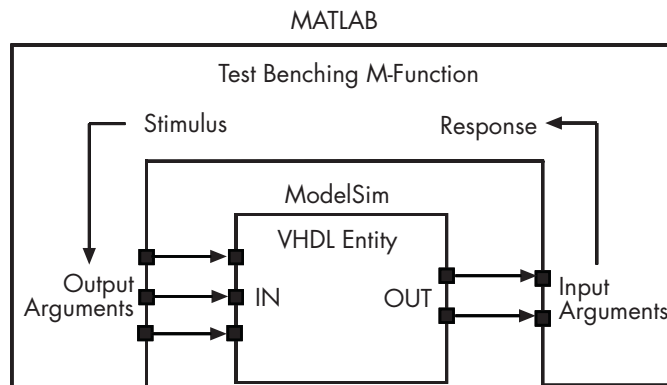 MATLAB
Test Benching M-Function
Stimulus
Response
ModelSim
VHDL Entity
Output
Arguments
IN
OUT
Input
Arguments